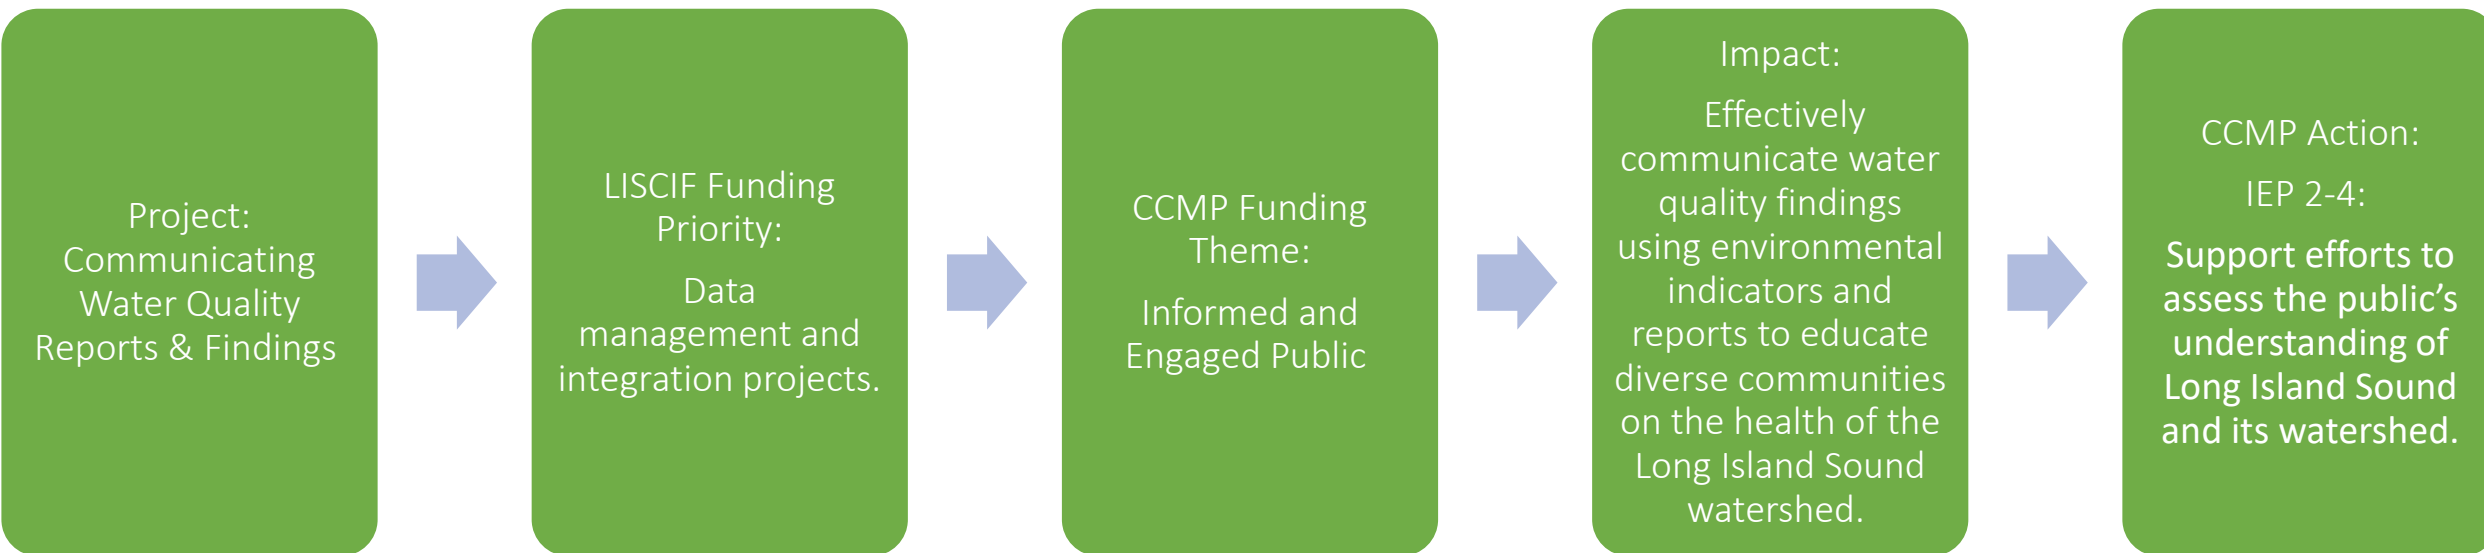 Project:
Communicating
Water Quality
Reports & Findings
LISCIF Funding
Priority:
Data
management and
integration projects.
CCMP Funding
Theme:
Informed and
Engaged Public
Impact:
Effectively
communicate water
quality findings
using environmental
indicators and
reports to educate
diverse communities
on the health of the
Long Island Sound
watershed.
CCMP Action:
IEP 2-4:
Support efforts to
assess the public’s
understanding of
Long Island Sound
and its watershed.